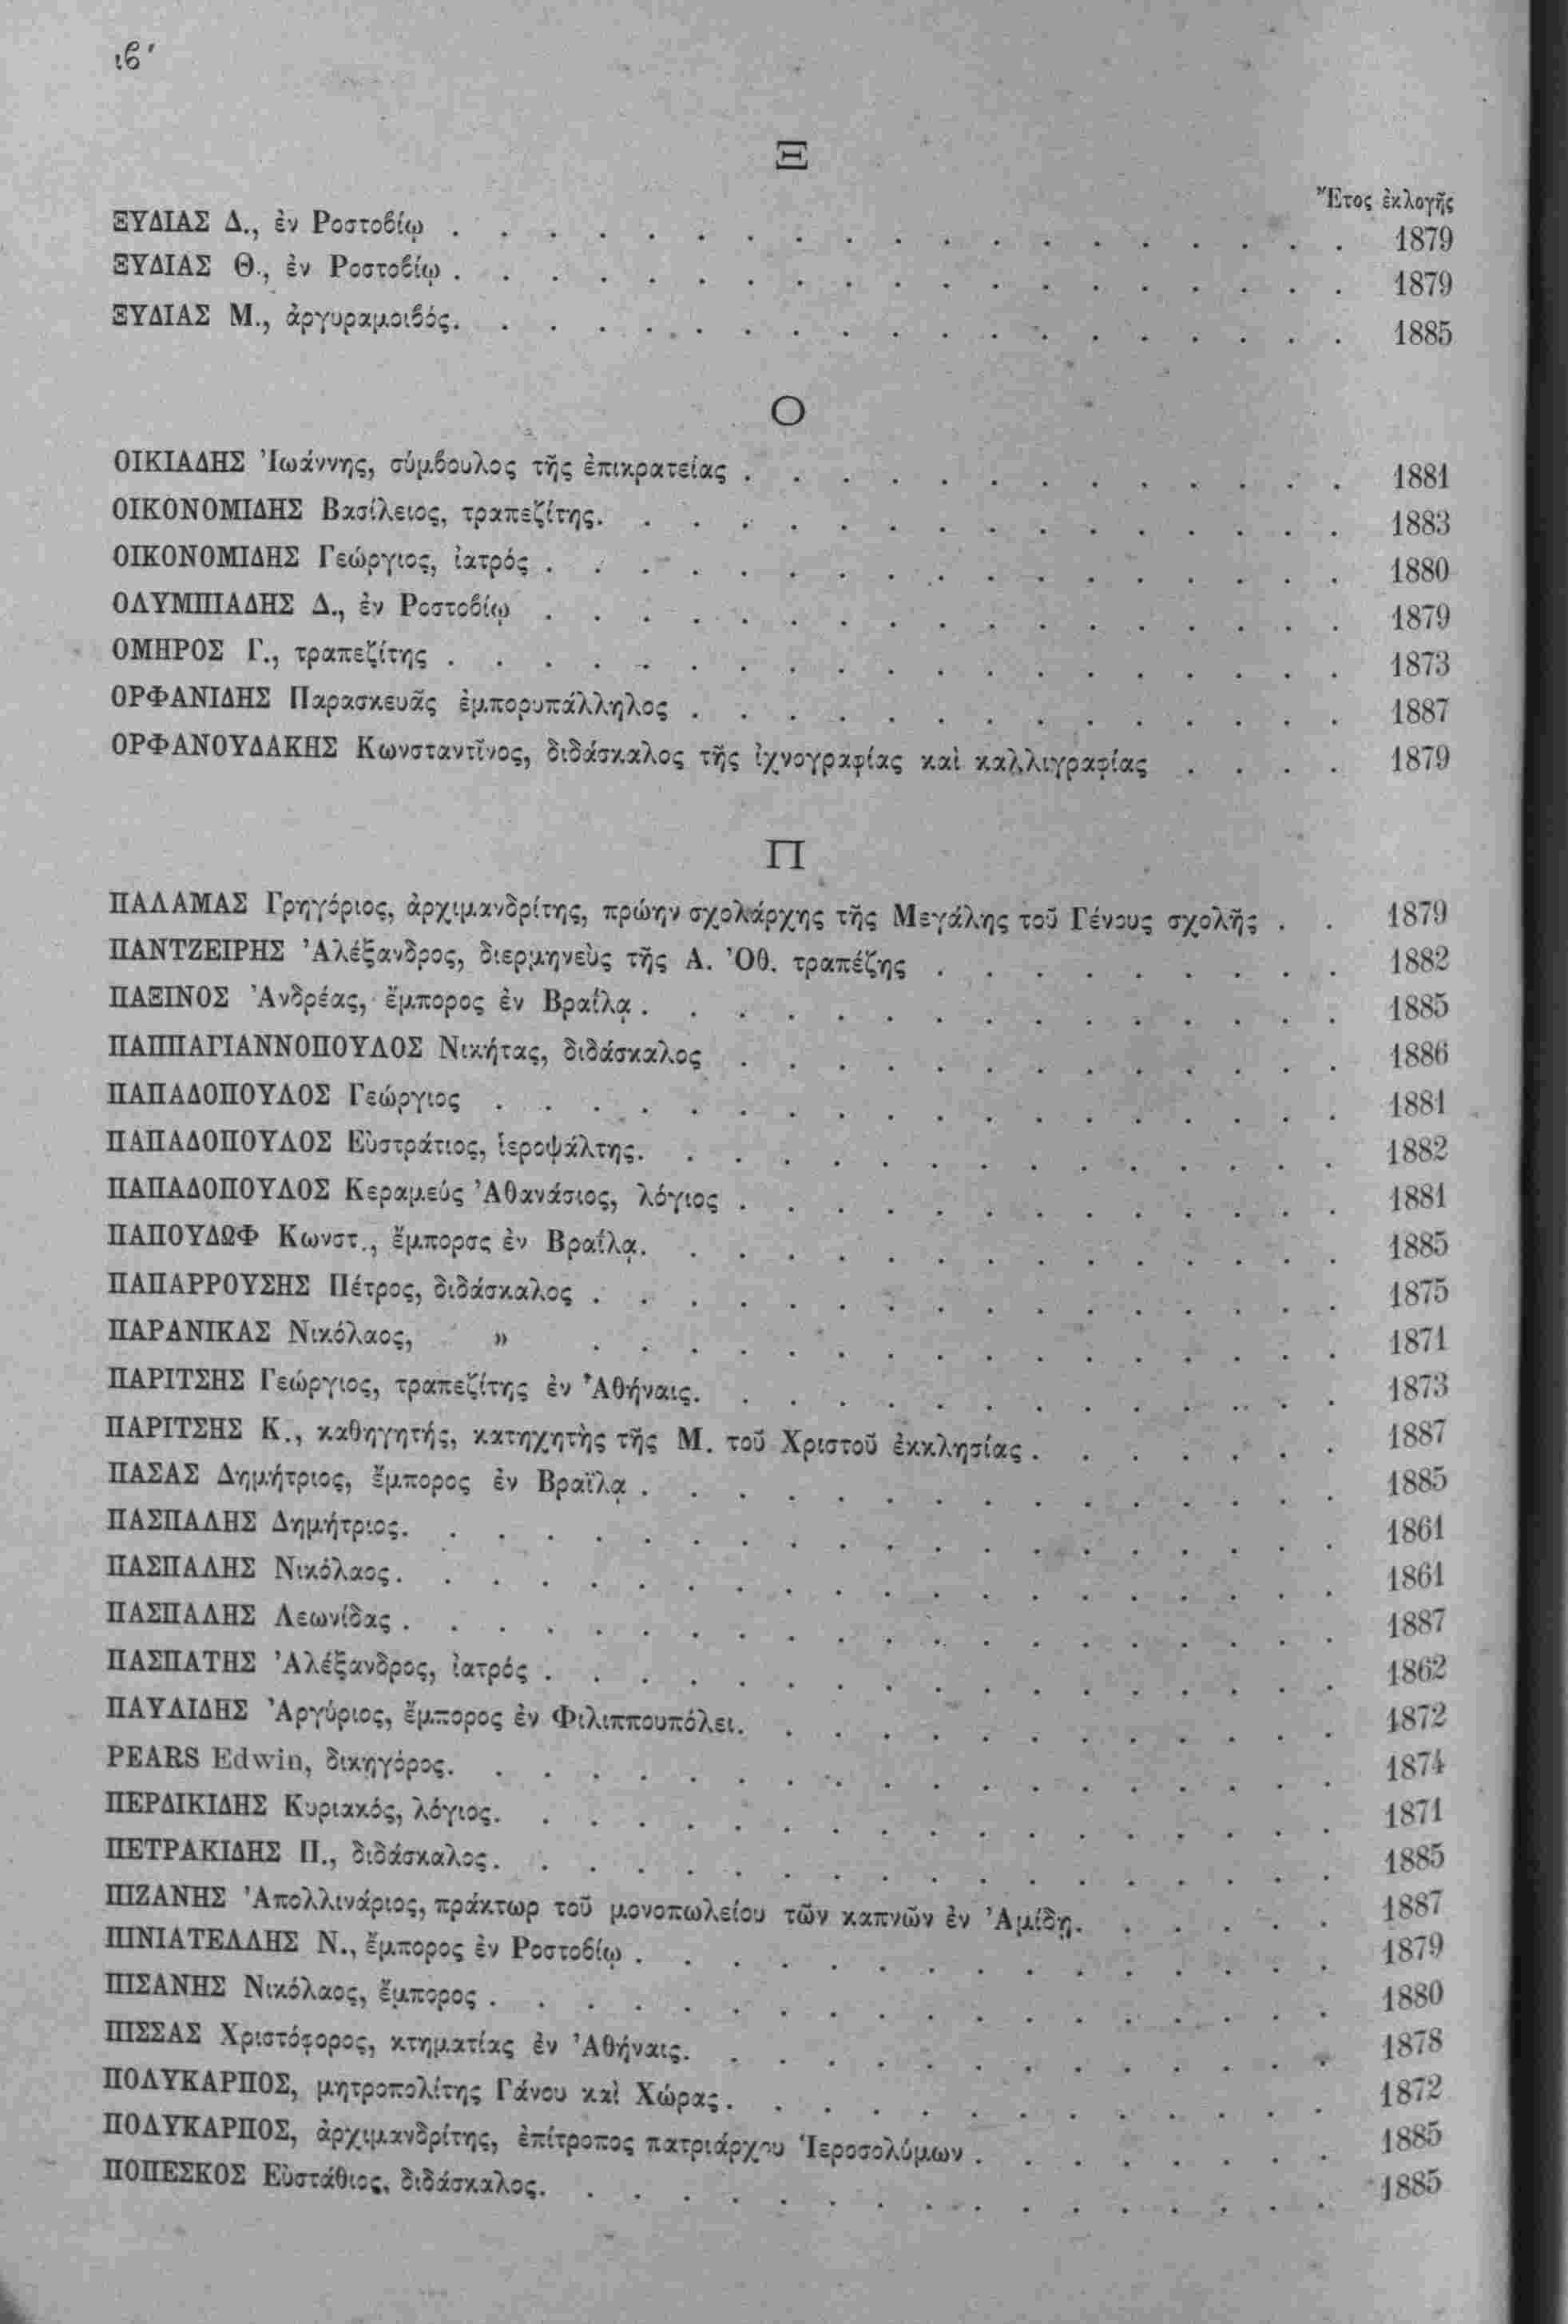 ιϐ′
Ξ
Ἔτος ἐκλογῆς
ΞΥΔΙΑΣ Δ., ἐν Ροστοϐίῳ . . . . . . . . . . . . . . . . . . . 1879
ΞΥΔΙΑΣ Θ., ἐν Ροστοϐίῳ . . . . . . . . . . . . . . . . . . . 1879
ΞΥΔΙΑΣ Μ., ἀργυραμοιϐός. . . . . . . . . . . . . . . . . . . 1885
Ο
ΟΙΚΙΑΔΗΣ Ἰωάννης, σύμϐουλος τῆς ἐπικρατείας . . . . . . . . . . . . . 1881
ΟΙΚΟΝΟΜΙΔΗΣ Βασίλειος, τραπεζίτης. . . . . . . . . . . . . . . . 1883
ΟΙΚΟΝΟΜΙΔΗΣ Γεώργιος, ἰατρός . . . . . . . . . . . . . . . . . 1880
ΟΛΥΜΠΙΑΔΗΣ Δ., ἐν Ροστοϐίῳ . . . . . . . . . . . . . . . . . 1879
ΟΜΗΡΟΣ Γ., τραπεζίτης . . . . . . . . . . . . . . . . . . . 1873
ΟΡΦΑΝΙΔΗΣ Παρασκευᾶς ἐμπορυπάλληλος . . . . . . . . . . . . . . 1887
ΟΡΦΑΝΟΥΔΑΚΗΣ Κωνσταντῖνος, διδάσκαλος τῆς ἰχνογραφίας καὶ καλλιγραφίας . . . . 1879
Π
ΠΑΛΑΜΑΣ Γρηγόριος, ἀρχιμανδρίτης, πρώην σχολάρχης τῆς Μεγάλης τοῦ Γένους σχολῆς . . 1879
ΠΑΝΤΖΕΙΡΗΣ Ἀλέξανδρος, διερμηνεὺς τῆς Α. Ὀθ. τραπέζης . . . . . . . . . 1882
ΠΑΞΙΝΟΣ Ἀνδρέας, ἔμπορος ἐν Βραΐλᾳ . . . . . . . . . . . . . . . 1885
ΠΑΠΠΑΓΙΑΝΝΟΠΟΥΛΟΣ Νικήτας, διδάσκαλος . . . . . . . . . . . . . 1886
ΠΑΠΑΔΟΠΟΥΛΟΣ Γεώργιος . . . . . . . . . . . . . . . . . . 1881
ΠΑΠΑΔΟΠΟΥΛΟΣ Εὐστράτιος, ἱεροψάλτης. . . . . . . . . . . . . . . 1882
ΠΑΠΑΔΟΠΟΥΛΟΣ Κεραμεύς Ἀθανάσιος, λόγιος . . . . . . . . . . . . . 1881
ΠΑΠΟΥΔΩΦ Κωνστ., ἔμπορος ἐν Βραΐλᾳ. . . . . . . . . . . . . . . 1885
ΠΑΠΑΡΡΟΥΣΗΣ Πέτρος, διδάσκαλος . . . . . . . . . . . . . . . . 1875
ΠΑΡΑΝΙΚΑΣ Νικόλαος, » . . . . . . . . . . . . . . . . 1871
ΠΑΡΙΤΣΗΣ Γεώργιος, τραπεζίτης ἐν Ἀθήναις. . . . . . . . . . . . . . 1873
ΠΑΡΙΤΣΗΣ Κ., καθηγητής, κατηχητὴς τῆς Μ. τοῦ Χριστοῦ ἐκκλησίας . . . . . . . 1887
ΠΑΣΑΣ Δημήτριος, ἔμπορος ἐν Βραΐλᾳ . . . . . . . . . . . . . . . 1885
ΠΑΣΠΑΛΗΣ Δημήτριος. . . . . . . . . . . . . . . . . . . . 1861
ΠΑΣΠΑΛΗΣ Νικόλαος. . . . . . . . . . . . . . . . . . . . 1861
ΠΑΣΠΑΛΗΣ Λεωνίδας . . . . . . . . . . . . . . . . . . . . 1887
ΠΑΣΠΑΤΗΣ Ἀλέξανδρος, ἰατρός . . . . . . . . . . . . . . . . . 1862
ΠΑΥΛΙΔΗΣ Ἀργύριος, ἔμπορος ἐν Φιλιππουπόλει. . . . . . . . . . . . . 1872
PEARS Edwin, δικηγόρος. . . . . . . . . . . . . . . . . . . 1874
ΠΕΡΔΙΚΙΔΗΣ Κυριακός, λόγιος. . . . . . . . . . . . . . . . . . 1871
ΠΕΤΡΑΚΙΔΗΣ Π., διδάσκαλος. . . . . . . . . . . . . . . . . . 1885
ΠΙΖΑΝΗΣ Ἀπολλινάριος, πράκτωρ τοῦ μονοπωλείου τῶν καπνῶν ἐν Ἀμίδῃ. . . . . . 1887
ΠΙΝΙΑΤΕΛΛΗΣ Ν., ἔμπορος ἐν Ροστοϐίῳ . . . . . . . . . . . . . . . 1879
ΠΙΣΑΝΗΣ Νικόλαος, ἔμπορος . . . . . . . . . . . . . . . . . . 1880
ΠΙΣΣΑΣ Χριστόφορος, κτηματίας ἐν Ἀθήναις. . . . . . . . . . . . . . 1878
ΠΟΛΥΚΑΡΠΟΣ, μητροπολίτης Γάνου καὶ Χώρας. . . . . . . . . . . . . 1872
ΠΟΛΥΚΑΡΠΟΣ, ἀρχιμανδρίτης, ἐπίτροπος πατριάρχου Ἱεροσολύμων . . . . . . . . 1885
ΠΟΠΕΣΚΟΣ Εὐστάθιος, διδάσκαλος. . . . . . . . . . . . . . . . . 1885